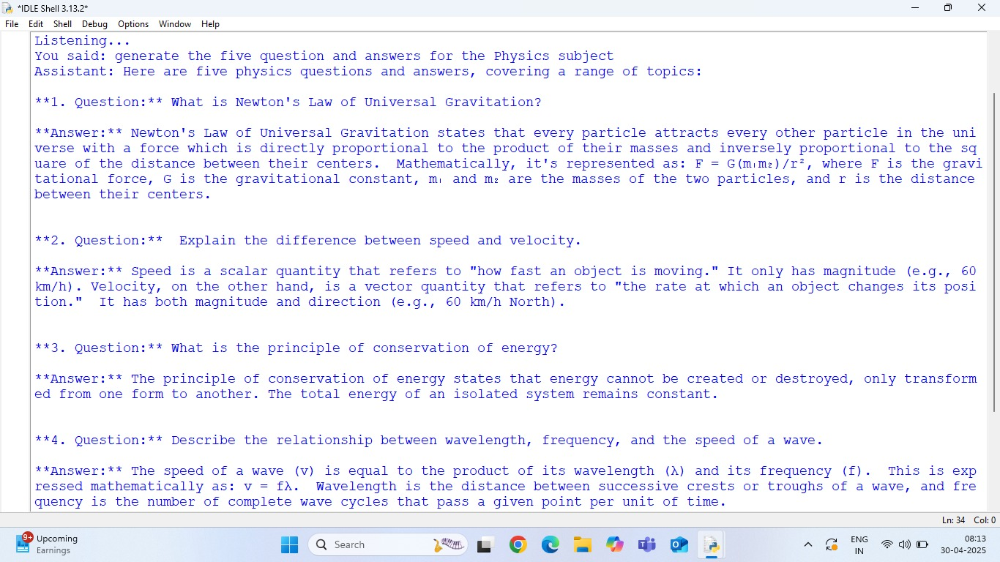 *IDLE Shell 3.13.2*
File Edit Shell Debug Options Window Help
Listening...
You said: generate the five question and answers for the Physics subject
Assistant: Here are five physics questions and answers, covering a range of topics:
**1. Question:** What is Newton's Law of Universal Gravitation?
**Answer:** Newton's Law of Universal Gravitation states that every particle attracts every other particle in the uni
verse with a force which is directly proportional to the product of their masses and inversely proportional to the sq
uare of the distance between their centers.  Mathematically, it's represented as: F = G(m₁m₂)/r², where F is the gravi
tational force, G is the gravitational constant, m₁ and m₂ are the masses of the two particles, and r is the distance
between their centers.
**2. Question:**  Explain the difference between speed and velocity.
**Answer:** Speed is a scalar quantity that refers to "how fast an object is moving." It only has magnitude (e.g., 60
km/h). Velocity, on the other hand, is a vector quantity that refers to "the rate at which an object changes its posi
tion."  It has both magnitude and direction (e.g., 60 km/h North).
**3. Question:** What is the principle of conservation of energy?
**Answer:** The principle of conservation of energy states that energy cannot be created or destroyed, only transform
ed from one form to another. The total energy of an isolated system remains constant.
**4. Question:** Describe the relationship between wavelength, frequency, and the speed of a wave.
**Answer:** The speed of a wave (v) is equal to the product of its wavelength (λ) and its frequency (f).  This is exp
ressed mathematically as: v = fλ.  Wavelength is the distance between successive crests or troughs of a wave, and fre
quency is the number of complete wave cycles that pass a given point per unit of time.
Ln: 34 Col: 0
9+
Upcoming
Earnings
Search
ENG
IN
08:13
30-04-2025